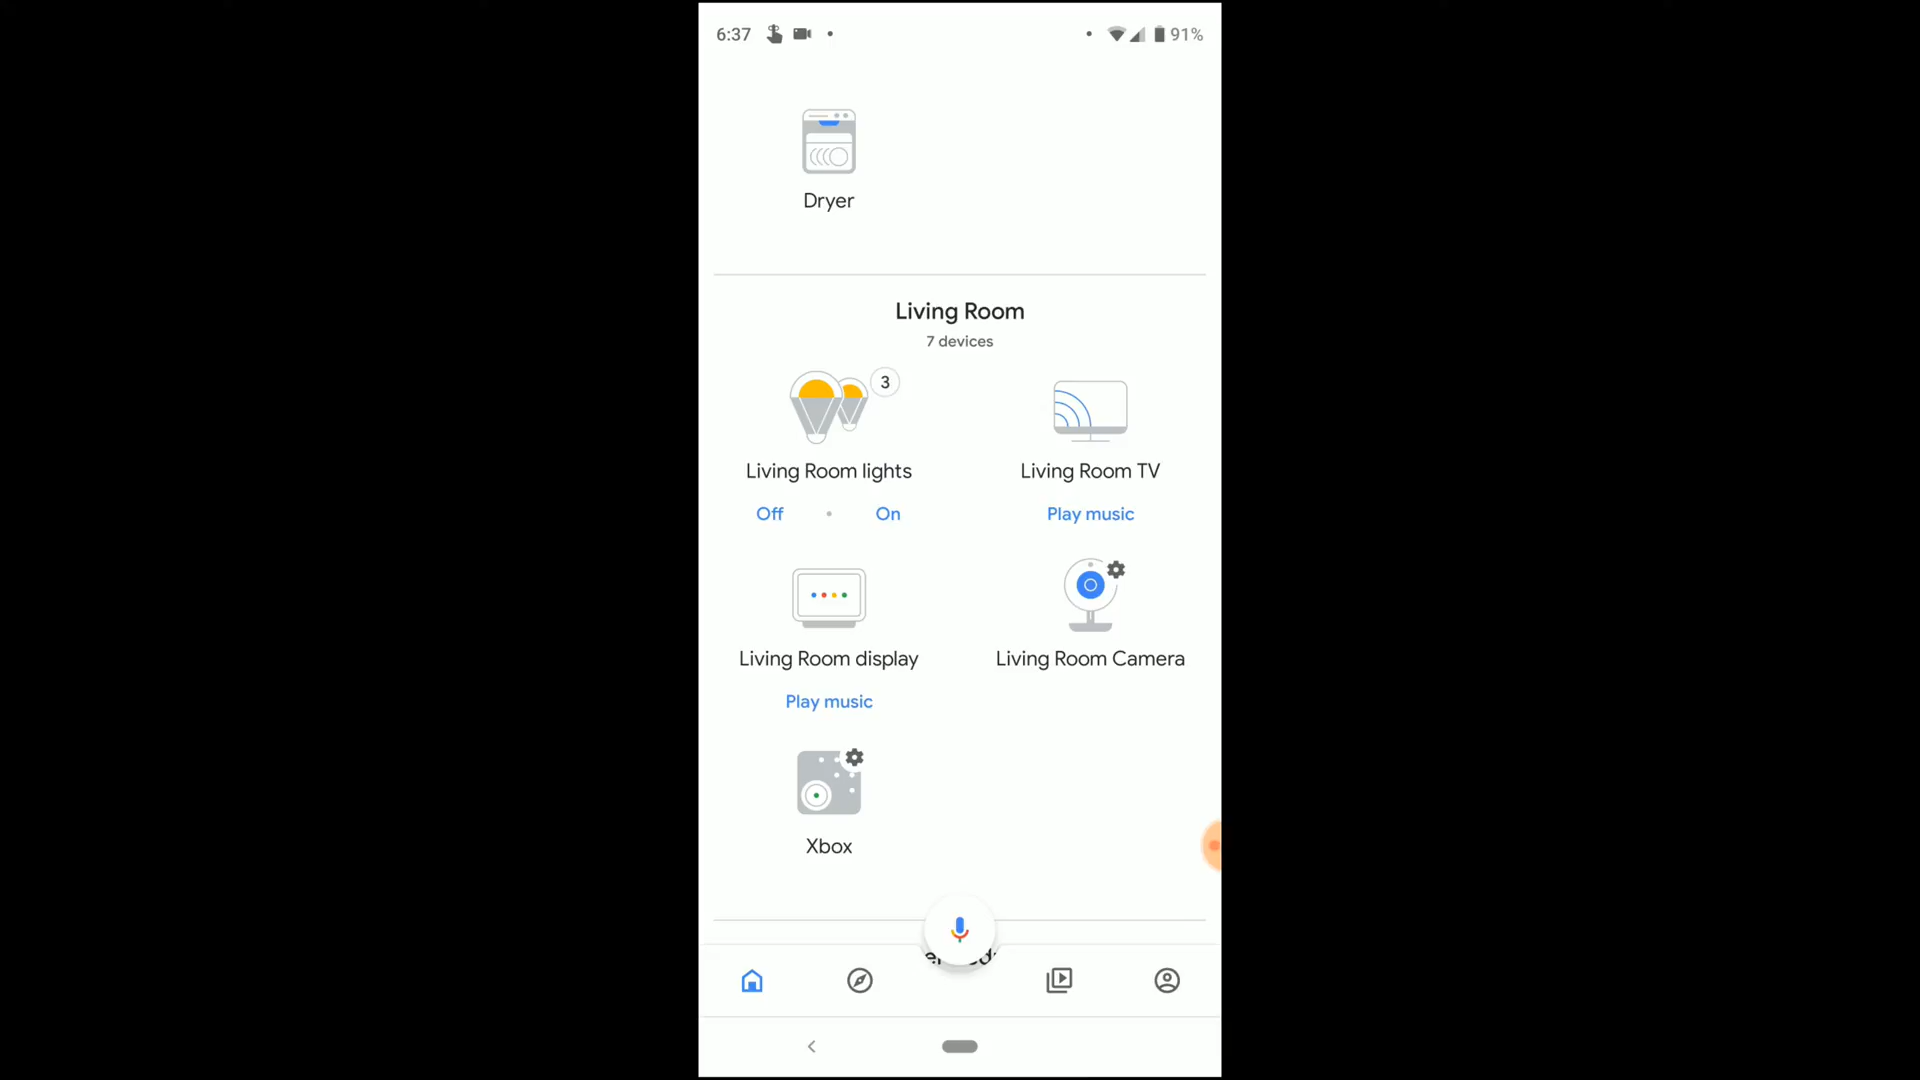 6:37
91%
Dryer
Living Room
7 devices
3
Living Room lights
Living Room TV
Off • On
Play music
Living Room display
Living Room Camera
Play music
Xbox